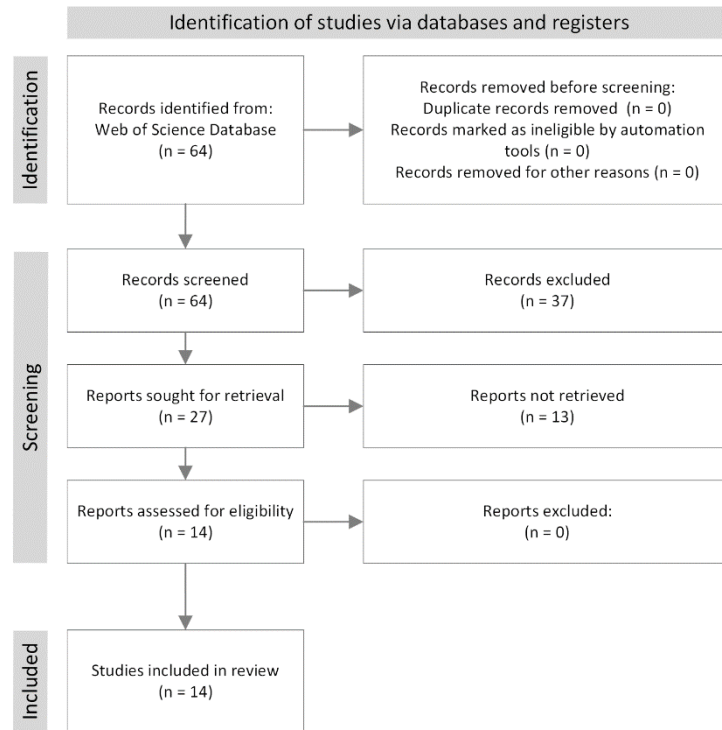 Identification of studies via databases and registers
Identification
Records identified from:
Web of Science Database
(n = 64)
Records removed before screening:
Duplicate records removed  (n = 0)
Records marked as ineligible by automation
tools (n = 0)
Records removed for other reasons (n = 0)
Screening
Records screened
(n = 64)
Records excluded
(n = 37)
Reports sought for retrieval
(n = 27)
Reports not retrieved
(n = 13)
Reports assessed for eligibility
(n = 14)
Reports excluded:
(n = 0)
Included
Studies included in review
(n = 14)